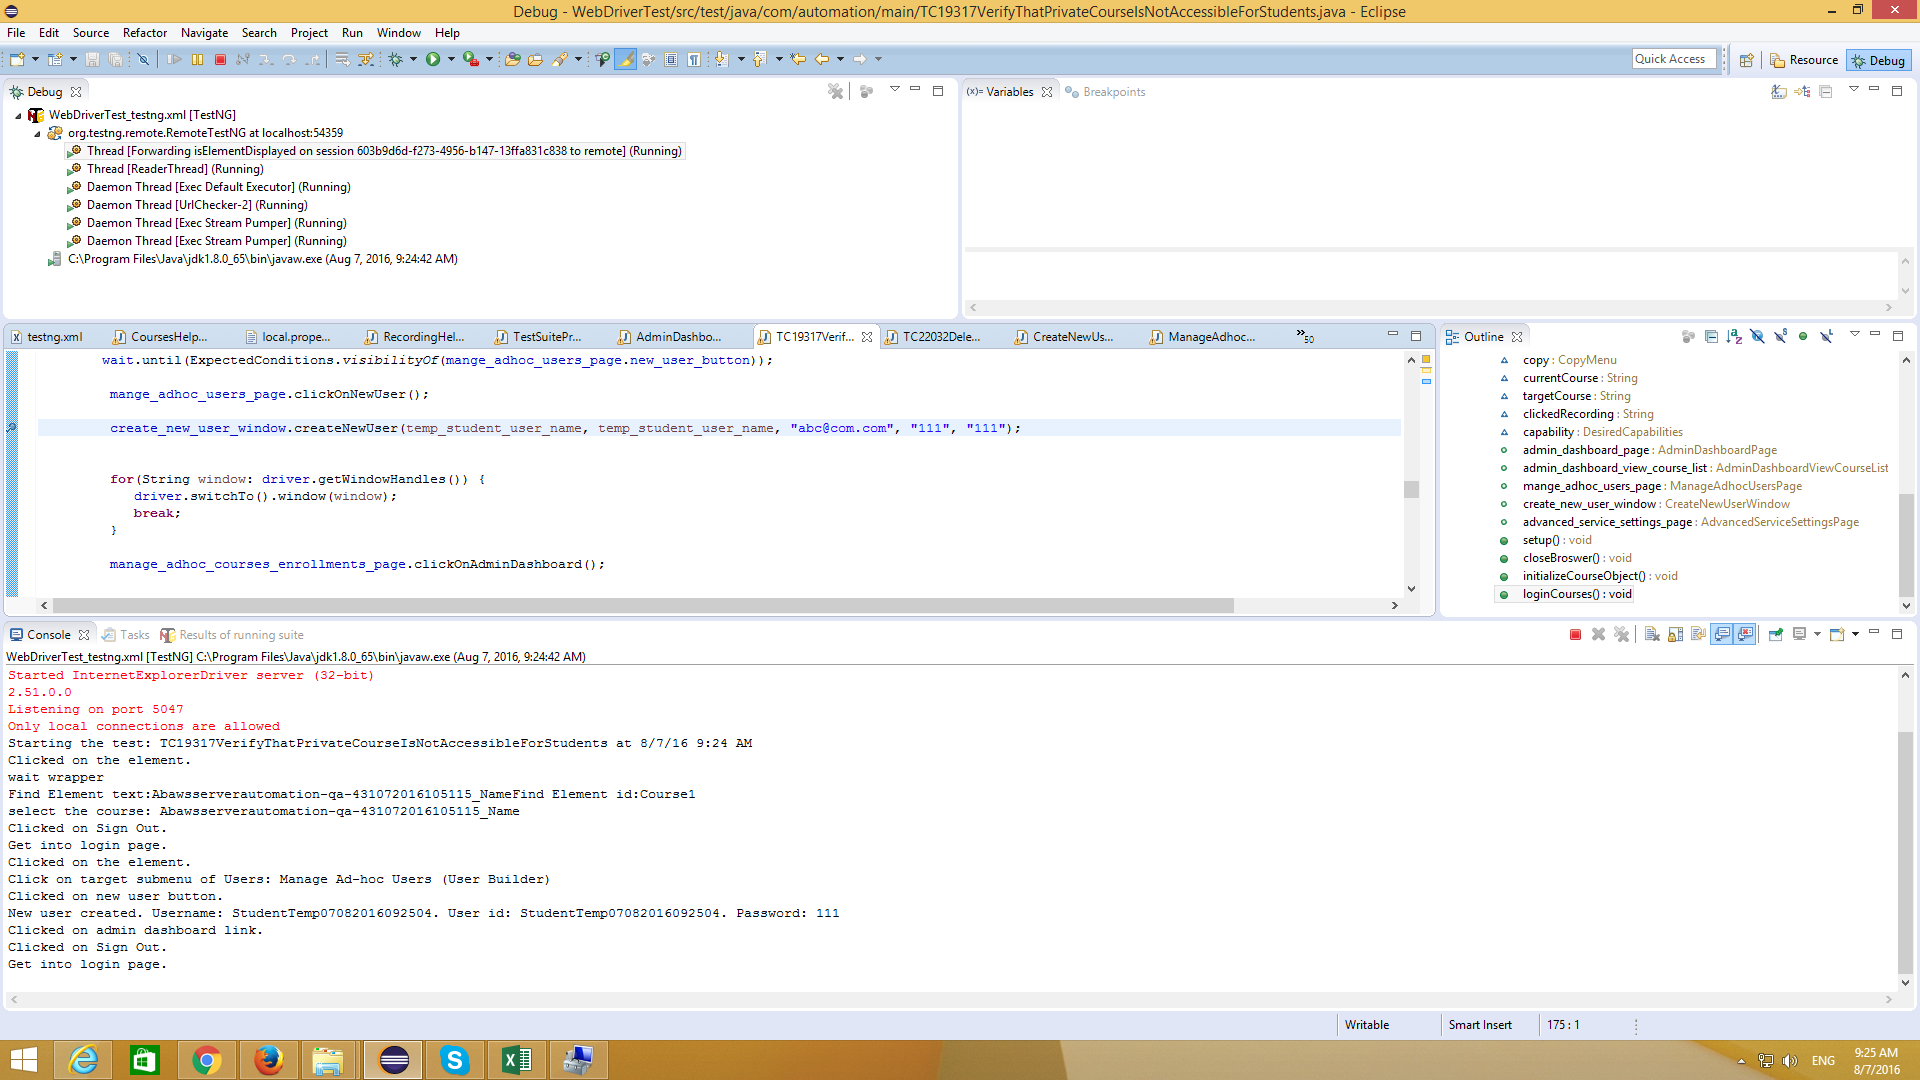 Debug - WebDriverTest/src/test/java/com/automation/main/TC19317VerifyThatPrivateCourseIsNotAccessibleForStudents.java - Eclipse
File Edit Source Refactor Navigate Search Project Run Window Help
Quick Access Resource Debug
Debug
WebDriverTest_testng.xml [TestNG]
org.testng.remote.RemoteTestNG at localhost:54359
Thread [Forwarding isElementDisplayed on session 603b9d6d-f273-4956-b147-13ffa831c838 to remote] (Running)
Thread [ReaderThread] (Running)
Daemon Thread [Exec Default Executor] (Running)
Daemon Thread [UrlChecker-2] (Running)
Daemon Thread [Exec Stream Pumper] (Running)
Daemon Thread [Exec Stream Pumper] (Running)
C:\Program Files\Java\jdk1.8.0_65\bin\javaw.exe (Aug 7, 2016, 9:24:42 AM)
(x)= Variables Breakpoints
testng.xml CoursesHelp... local.prope... RecordingHel... TestSuitePr... AdminDashbo... TC19317Verif... TC22032Dele... CreateNewUs... ManageAdhoc... »50
wait.until(ExpectedConditions.visibilityOf(mange_adhoc_users_page.new_user_button));
mange_adhoc_users_page.clickOnNewUser();
create_new_user_window.createNewUser(temp_student_user_name, temp_student_user_name, "abc@com.com", "111", "111");
for(String window: driver.getWindowHandles()) {
driver.switchTo().window(window);
break;
}
manage_adhoc_courses_enrollments_page.clickOnAdminDashboard();
Outline
copy : CopyMenu
currentCourse : String
targetCourse : String
clickedRecording : String
capability : DesiredCapabilities
admin_dashboard_page : AdminDashboardPage
admin_dashboard_view_course_list : AdminDashboardViewCourseList
mange_adhoc_users_page : ManageAdhocUsersPage
create_new_user_window : CreateNewUserWindow
advanced_service_settings_page : AdvancedServiceSettingsPage
setup() : void
closeBroswer() : void
initializeCourseObject() : void
loginCourses() : void
Console Tasks Results of running suite
WebDriverTest_testng.xml [TestNG] C:\Program Files\Java\jdk1.8.0_65\bin\javaw.exe (Aug 7, 2016, 9:24:42 AM)
Started InternetExplorerDriver server (32-bit)
2.51.0.0
Listening on port 5047
Only local connections are allowed
Starting the test: TC19317VerifyThatPrivateCourseIsNotAccessibleForStudents at 8/7/16 9:24 AM
Clicked on the element.
wait wrapper
Find Element text:Abawsserverautomation-qa-431072016105115_NameFind Element id:Course1
select the course: Abawsserverautomation-qa-431072016105115_Name
Clicked on Sign Out.
Get into login page.
Clicked on the element.
Click on target submenu of Users: Manage Ad-hoc Users (User Builder)
Clicked on new user button.
New user created. Username: StudentTemp07082016092504. User id: StudentTemp07082016092504. Password: 111
Clicked on admin dashboard link.
Clicked on Sign Out.
Get into login page.
Writable Smart Insert 175 : 1
ENG 9:25 AM
8/7/2016